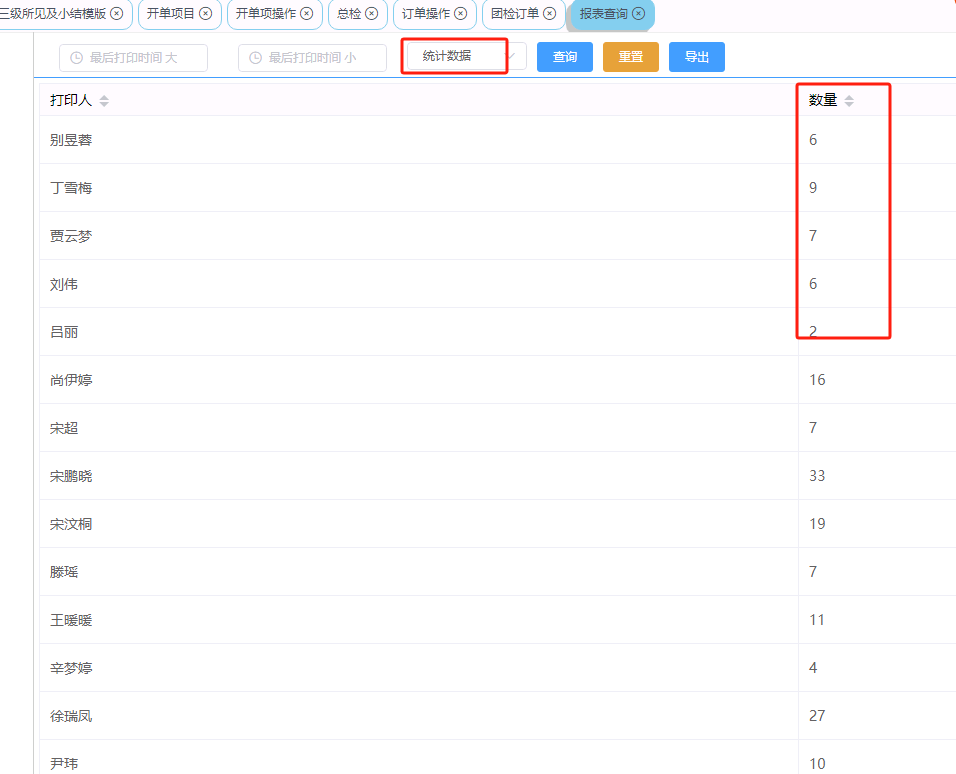 三级所见及小结模版 开单项目 开单项操作 总检 订单操作 团检订单 报表查询
最后打印时间 大 最后打印时间 小 统计数据 查询 重置 导出
打印人 数量
别昱蓉 6
丁雪梅 9
贾云梦 7
刘伟 6
吕丽 2
尚伊婷 16
宋超 7
宋鹏晓 33
宋汶桐 19
滕瑶 7
王暖暖 11
辛梦婷 4
徐瑞凤 27
尹玮 10